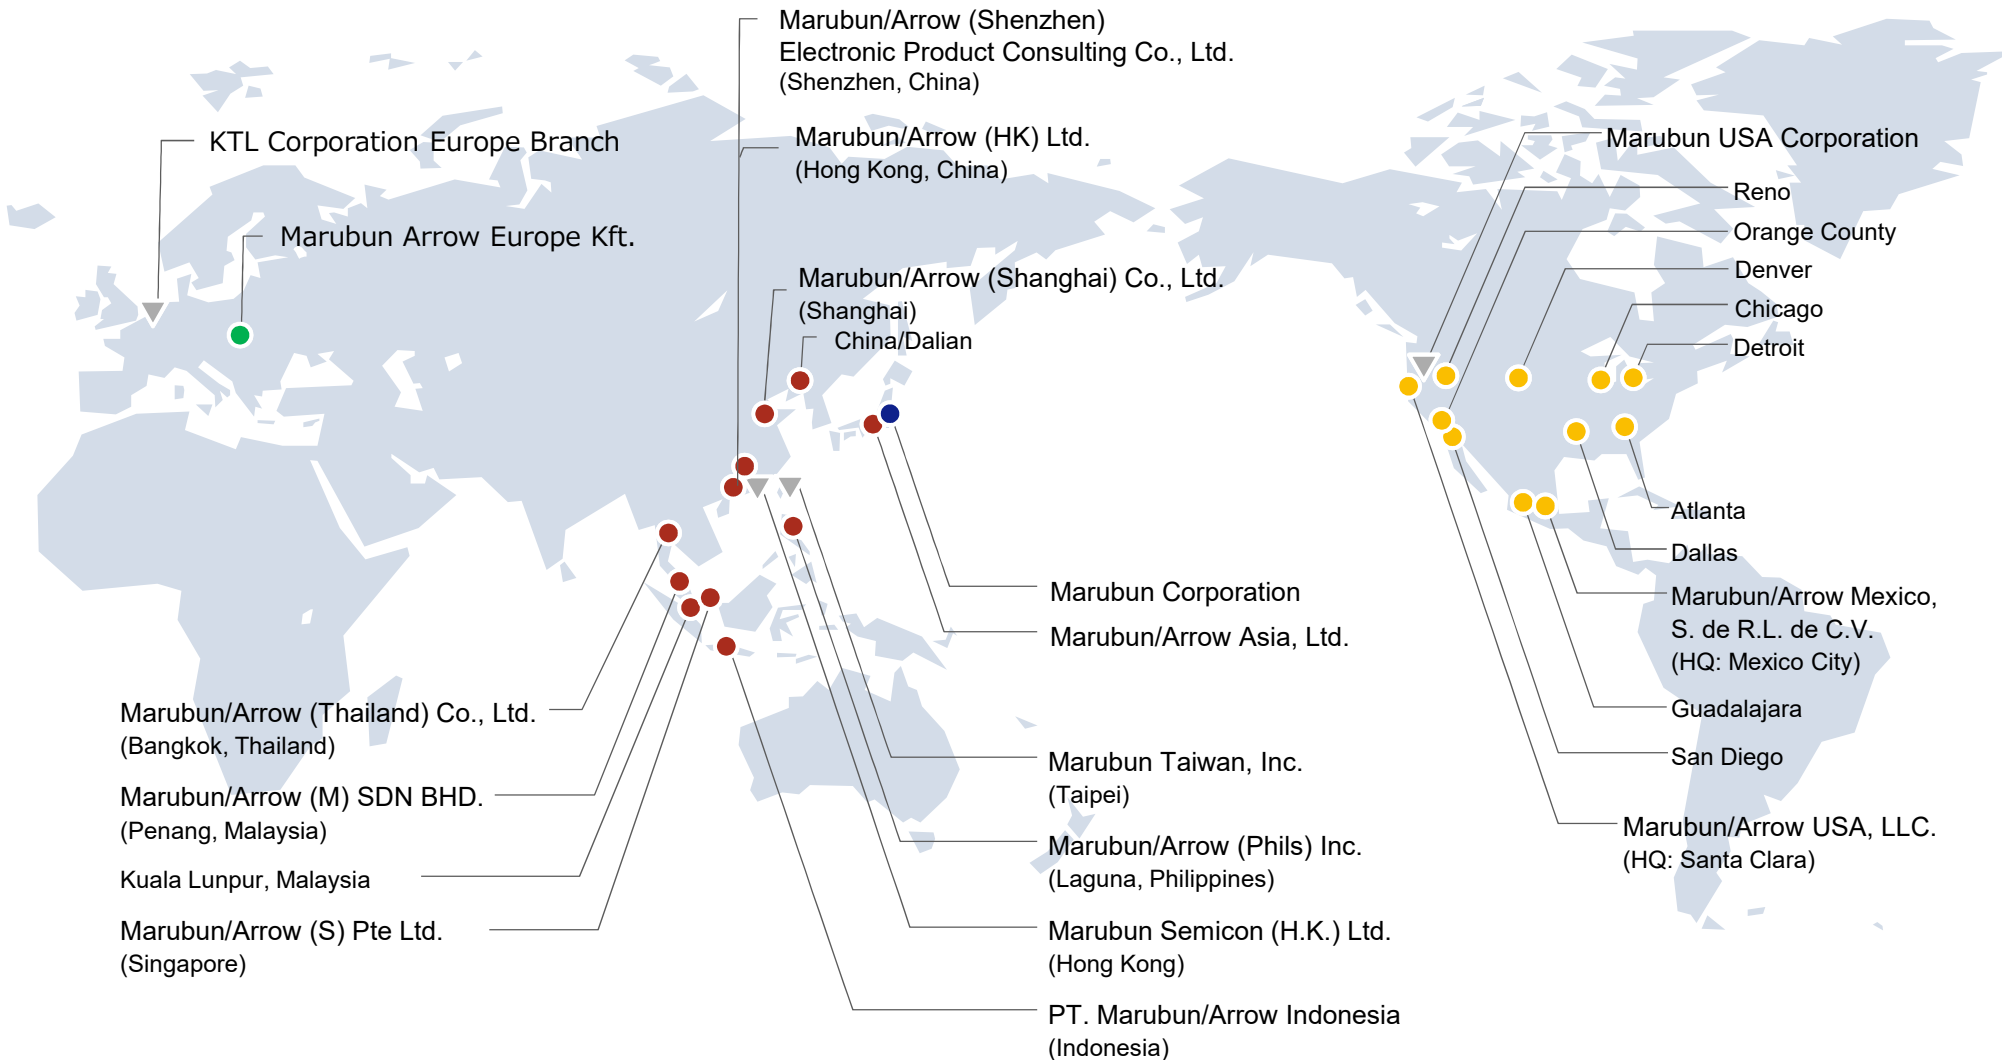 Marubun/Arrow (Shenzhen)
Electronic Product Consulting Co., Ltd.
(Shenzhen, China)
KTL Corporation Europe Branch
Marubun/Arrow (HK) Ltd.
(Hong Kong, China)
Marubun USA Corporation
Reno
Marubun Arrow Europe Kft.
Orange County
Marubun/Arrow (Shanghai) Co., Ltd.
(Shanghai)
China/Dalian
Denver
Chicago
Detroit
Atlanta
Dallas
Marubun Corporation
Marubun/Arrow Asia, Ltd.
Marubun/Arrow Mexico,
S. de R.L. de C.V.
(HQ: Mexico City)
Guadalajara
San Diego
Marubun/Arrow (Thailand) Co., Ltd.
(Bangkok, Thailand)
Marubun Taiwan, Inc.
(Taipei)
Marubun/Arrow (M) SDN BHD.
(Penang, Malaysia)
Marubun/Arrow USA, LLC.
(HQ: Santa Clara)
Marubun/Arrow (Phils) Inc.
(Laguna, Philippines)
Kuala Lunpur, Malaysia
Marubun/Arrow (S) Pte Ltd.
(Singapore)
Marubun Semicon (H.K.) Ltd.
(Hong Kong)
PT. Marubun/Arrow Indonesia
(Indonesia)